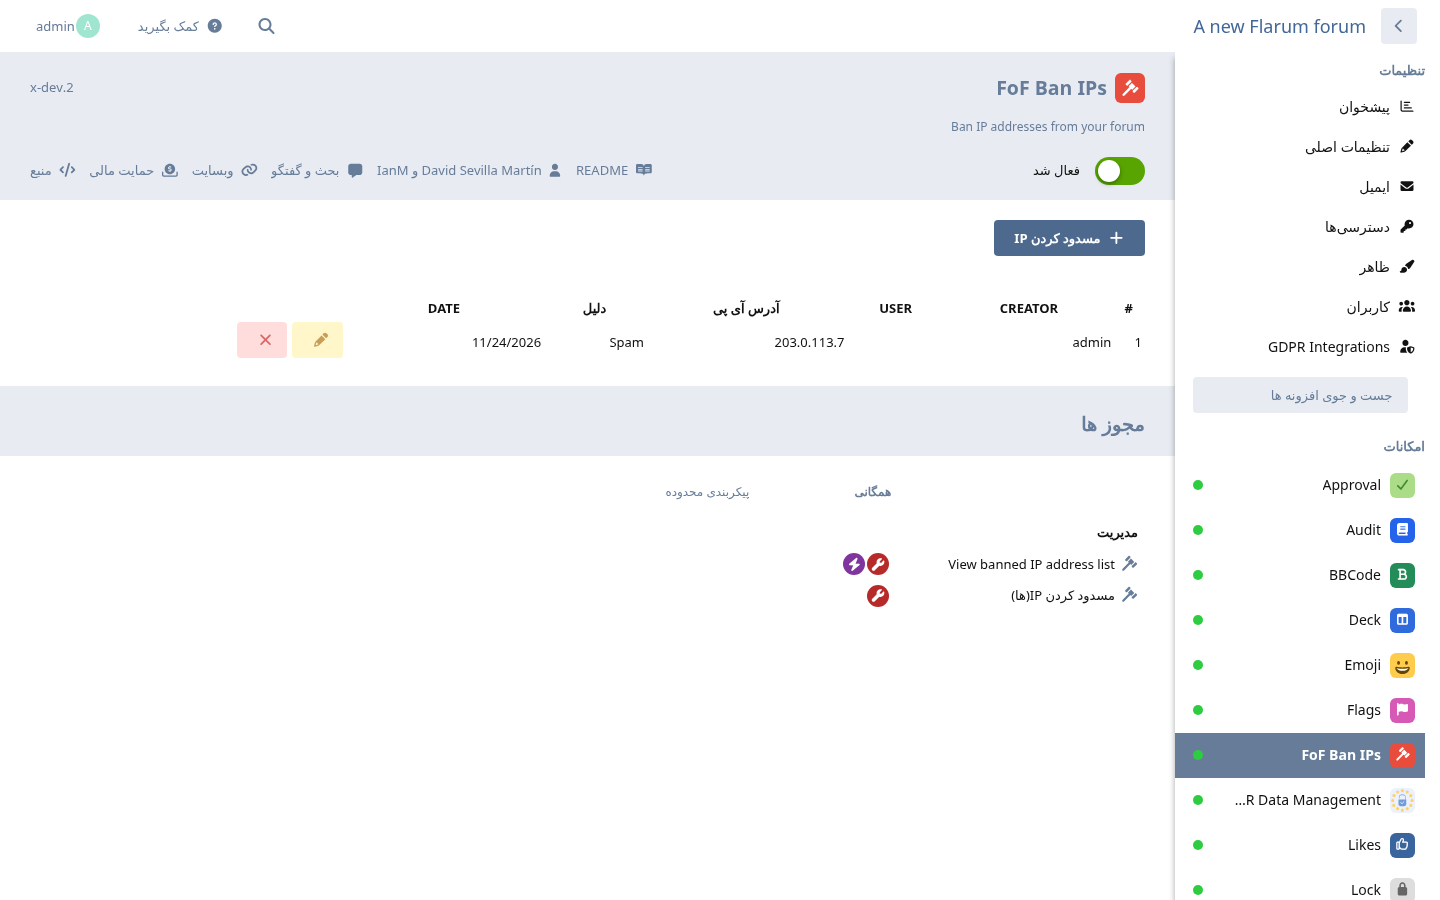 A new Flarum forum
کمک بگیرید
A admin
تنظیمات
پیشخوان
تنظیمات اصلی
ایمیل
دسترسی‌ها
ظاهر
کاربران
GDPR Integrations
جست و جوی افزونه ها
امکانات
Approval
Audit
BBCode
Deck
Emoji
Flags
FoF Ban IPs
...R Data Management
Likes
Lock
FoF Ban IPs
x-dev.2
Ban IP addresses from your forum
فعال شد
README
David Sevilla Martín و IanM
بحث و گفتگو
وبسایت
حمایت مالی
منبع
مسدود کردن IP
# CREATOR USER آدرس آی پی دلیل DATE
1 admin 203.0.113.7 Spam 11/24/2026
مجوز ها
همگانی پیکربندی محدوده
مدیریت
View banned IP address list
مسدود کردن IP(ها)